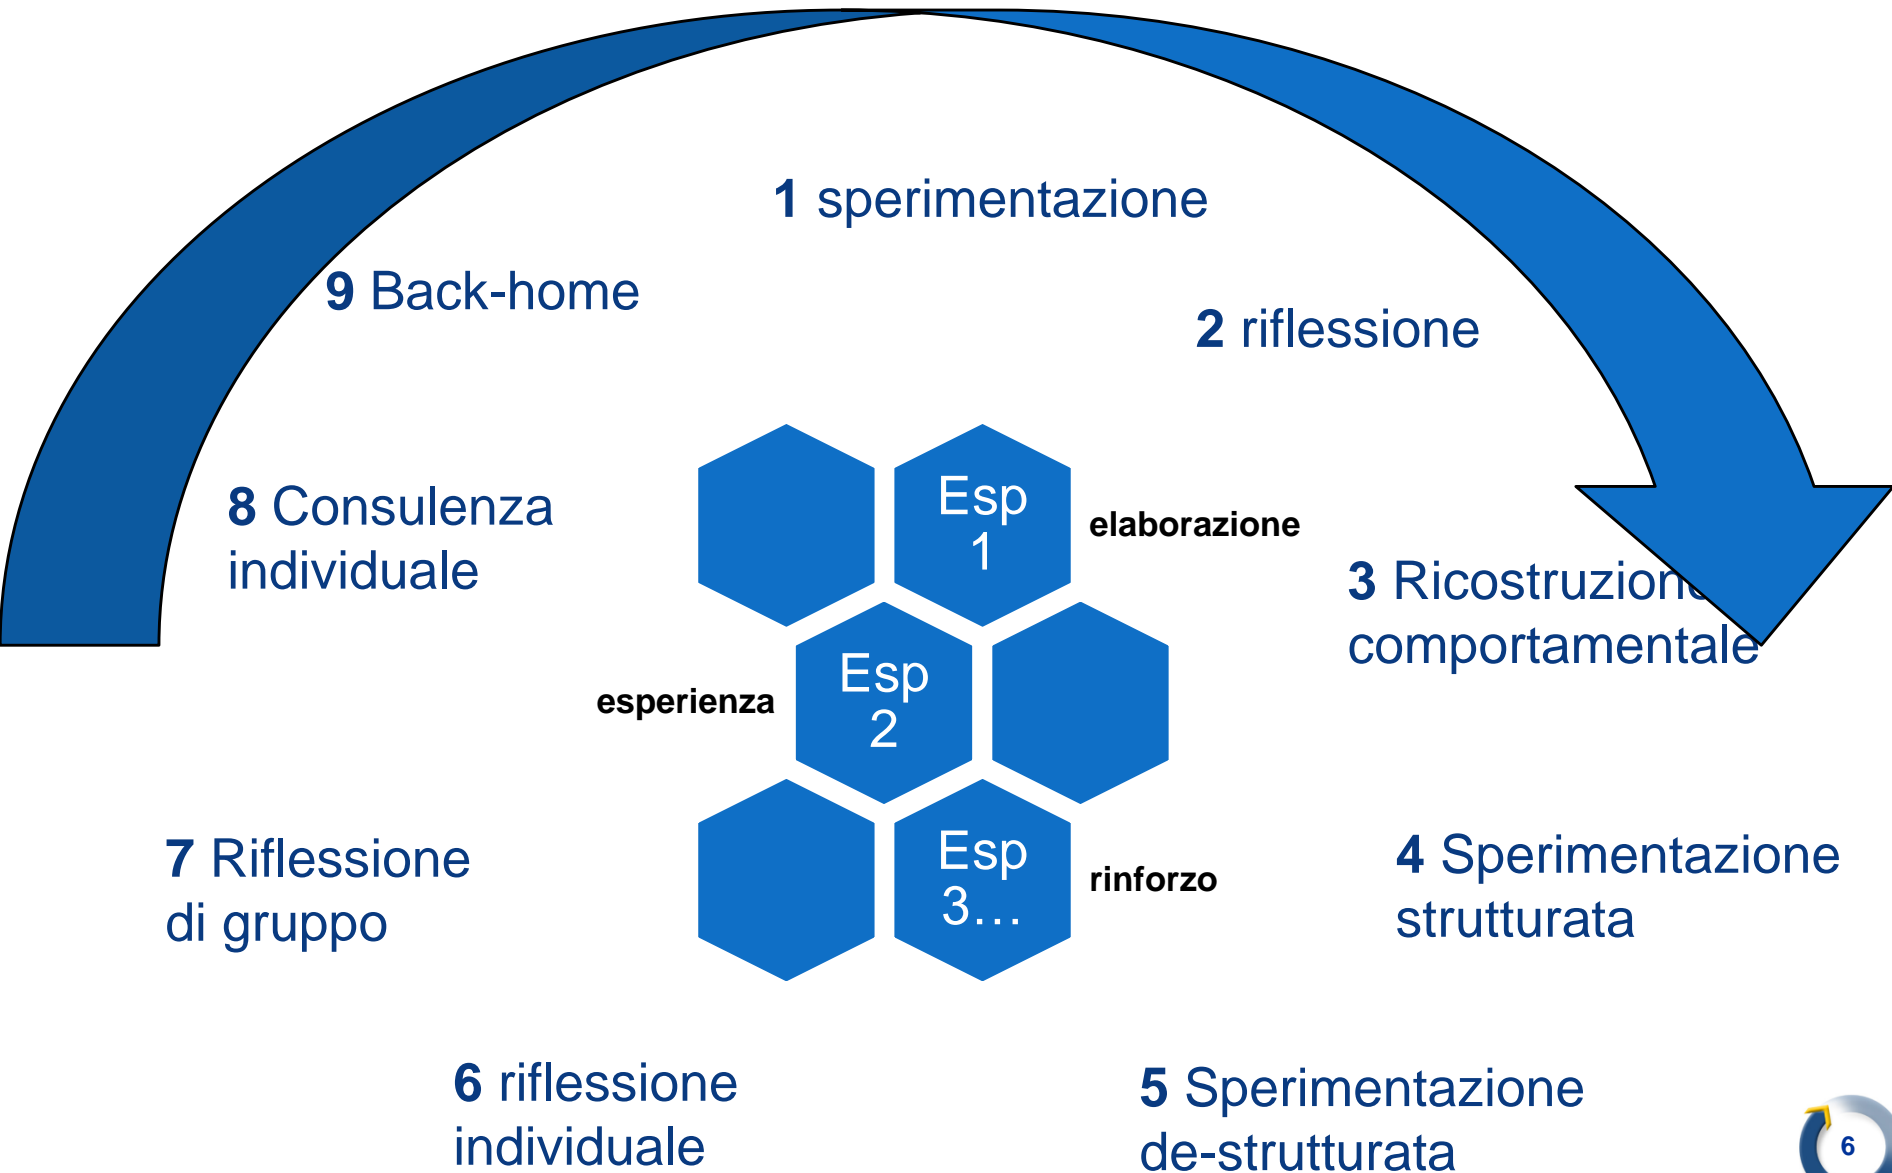 1 sperimentazione
9 Back-home
2 riflessione
8 Consulenza
individuale
Esp
1
elaborazione
3 Ricostruzione
comportamentale
esperienza
Esp
2
7 Riflessione
di gruppo
Esp
3…
rinforzo
4 Sperimentazione
strutturata
6 riflessione
individuale
5 Sperimentazione
de-strutturata
6